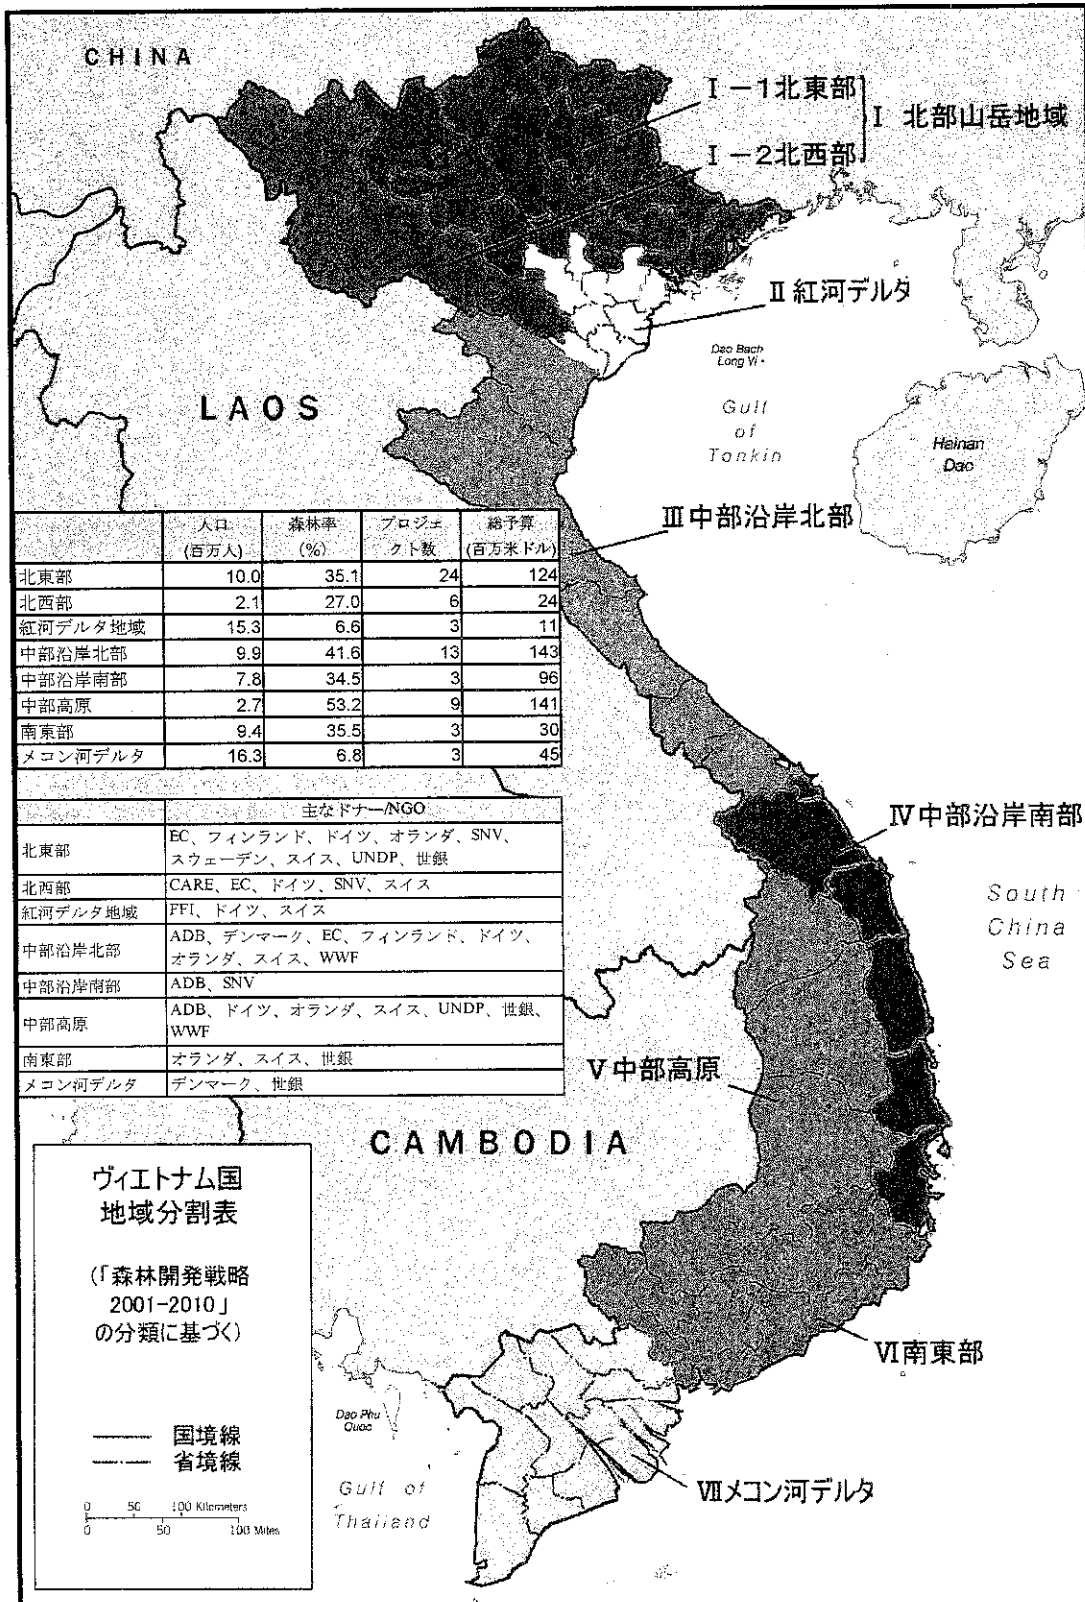 CHINA
Ⅰ－1北東部
Ⅰ－2北西部
Ⅰ 北部山岳地域
Ⅱ 紅河デルタ
Dao Bach
Long Vi
LAOS
Gulf
of
Tonkin
Hainan
Dao
Ⅲ中部沿岸北部
人口 森林率 プロジェ 総予算
(百万人) (%) クト数 (百万米ドル)
北東部 10.0 35.1 24 124
北西部 2.1 27.0 6 24
紅河デルタ地域 15.3 6.6 3 11
中部沿岸北部 9.9 41.6 13 143
中部沿岸南部 7.8 34.5 3 96
中部高原 2.7 53.2 9 141
南東部 9.4 35.5 3 30
メコン河デルタ 16.3 6.8 3 45
主なドナー/NGO
北東部 EC、フィンランド、ドイツ、オランダ、SNV、
スウェーデン、スイス、UNDP、世銀
北西部 CARE、EC、ドイツ、SNV、スイス
紅河デルタ地域 FFI、ドイツ、スイス
中部沿岸北部 ADB、デンマーク、EC、フィンランド、ドイツ、
オランダ、スイス、WWF
中部沿岸南部 ADB、SNV
中部高原 ADB、ドイツ、オランダ、スイス、UNDP、世銀、
WWF
南東部 オランダ、スイス、世銀
メコン河デルタ デンマーク、世銀
Ⅳ中部沿岸南部
South
China
Sea
Ⅴ中部高原
CAMBODIA
ヴィエトナム国
地域分割表
(「森林開発戦略
2001-2010」
の分類に基づく)
国境線
省境線
0 50 100 Kilometers
0 50 100 Miles
Ⅵ南東部
Dao Phu
Quoc
Gulf of
Thailand
Ⅶメコン河デルタ